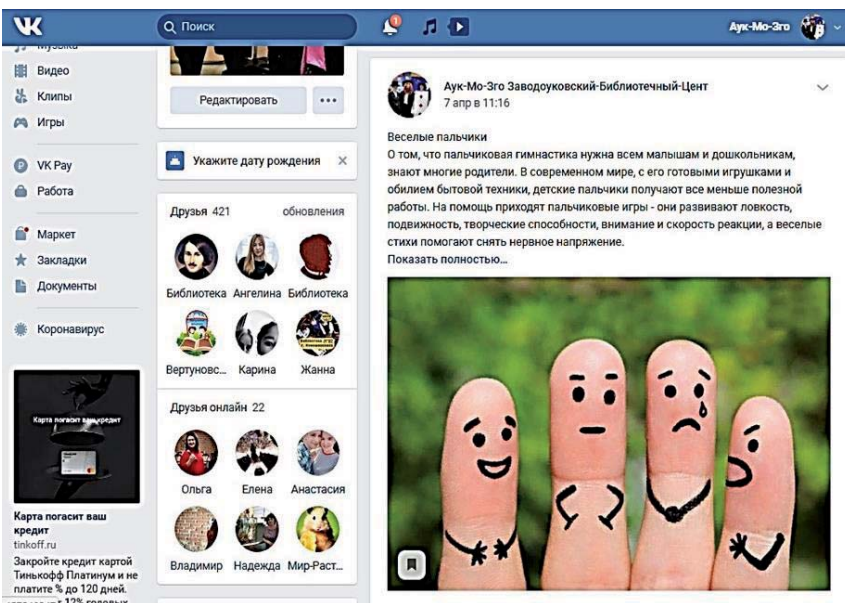 Поиск
1
Аук-Мо-Зго
Музыка
Видео
Клипы
Игры
VK Pay
Работа
Маркет
Закладки
Документы
Коронавирус
Карта погасит ваш кредит
Карта погасит ваш
кредит
tinkoff.ru
Закройте кредит картой
Тинькофф Платинум и не
платите % до 120 дней.
12% годовых
Редактировать
Укажите дату рождения
Друзья 421 обновления
Библиотека Ангелина Библиотека
Вертуновс... Карина Жанна
Друзья онлайн 22
Ольга Елена Анастасия
Владимир Надежда Мир-Раст...
Аук-Мо-Зго Заводоуковский-Библиотечный-Цент
7 апр в 11:16
Веселые пальчики
О том, что пальчиковая гимнастика нужна всем малышам и дошкольникам,
знают многие родители. В современном мире, с его готовыми игрушками и
обилием бытовой техники, детские пальчики получают все меньше полезной
работы. На помощь приходят пальчиковые игры - они развивают ловкость,
подвижность, творческие способности, внимание и скорость реакции, а веселые
стихи помогают снять нервное напряжение.
Показать полностью...